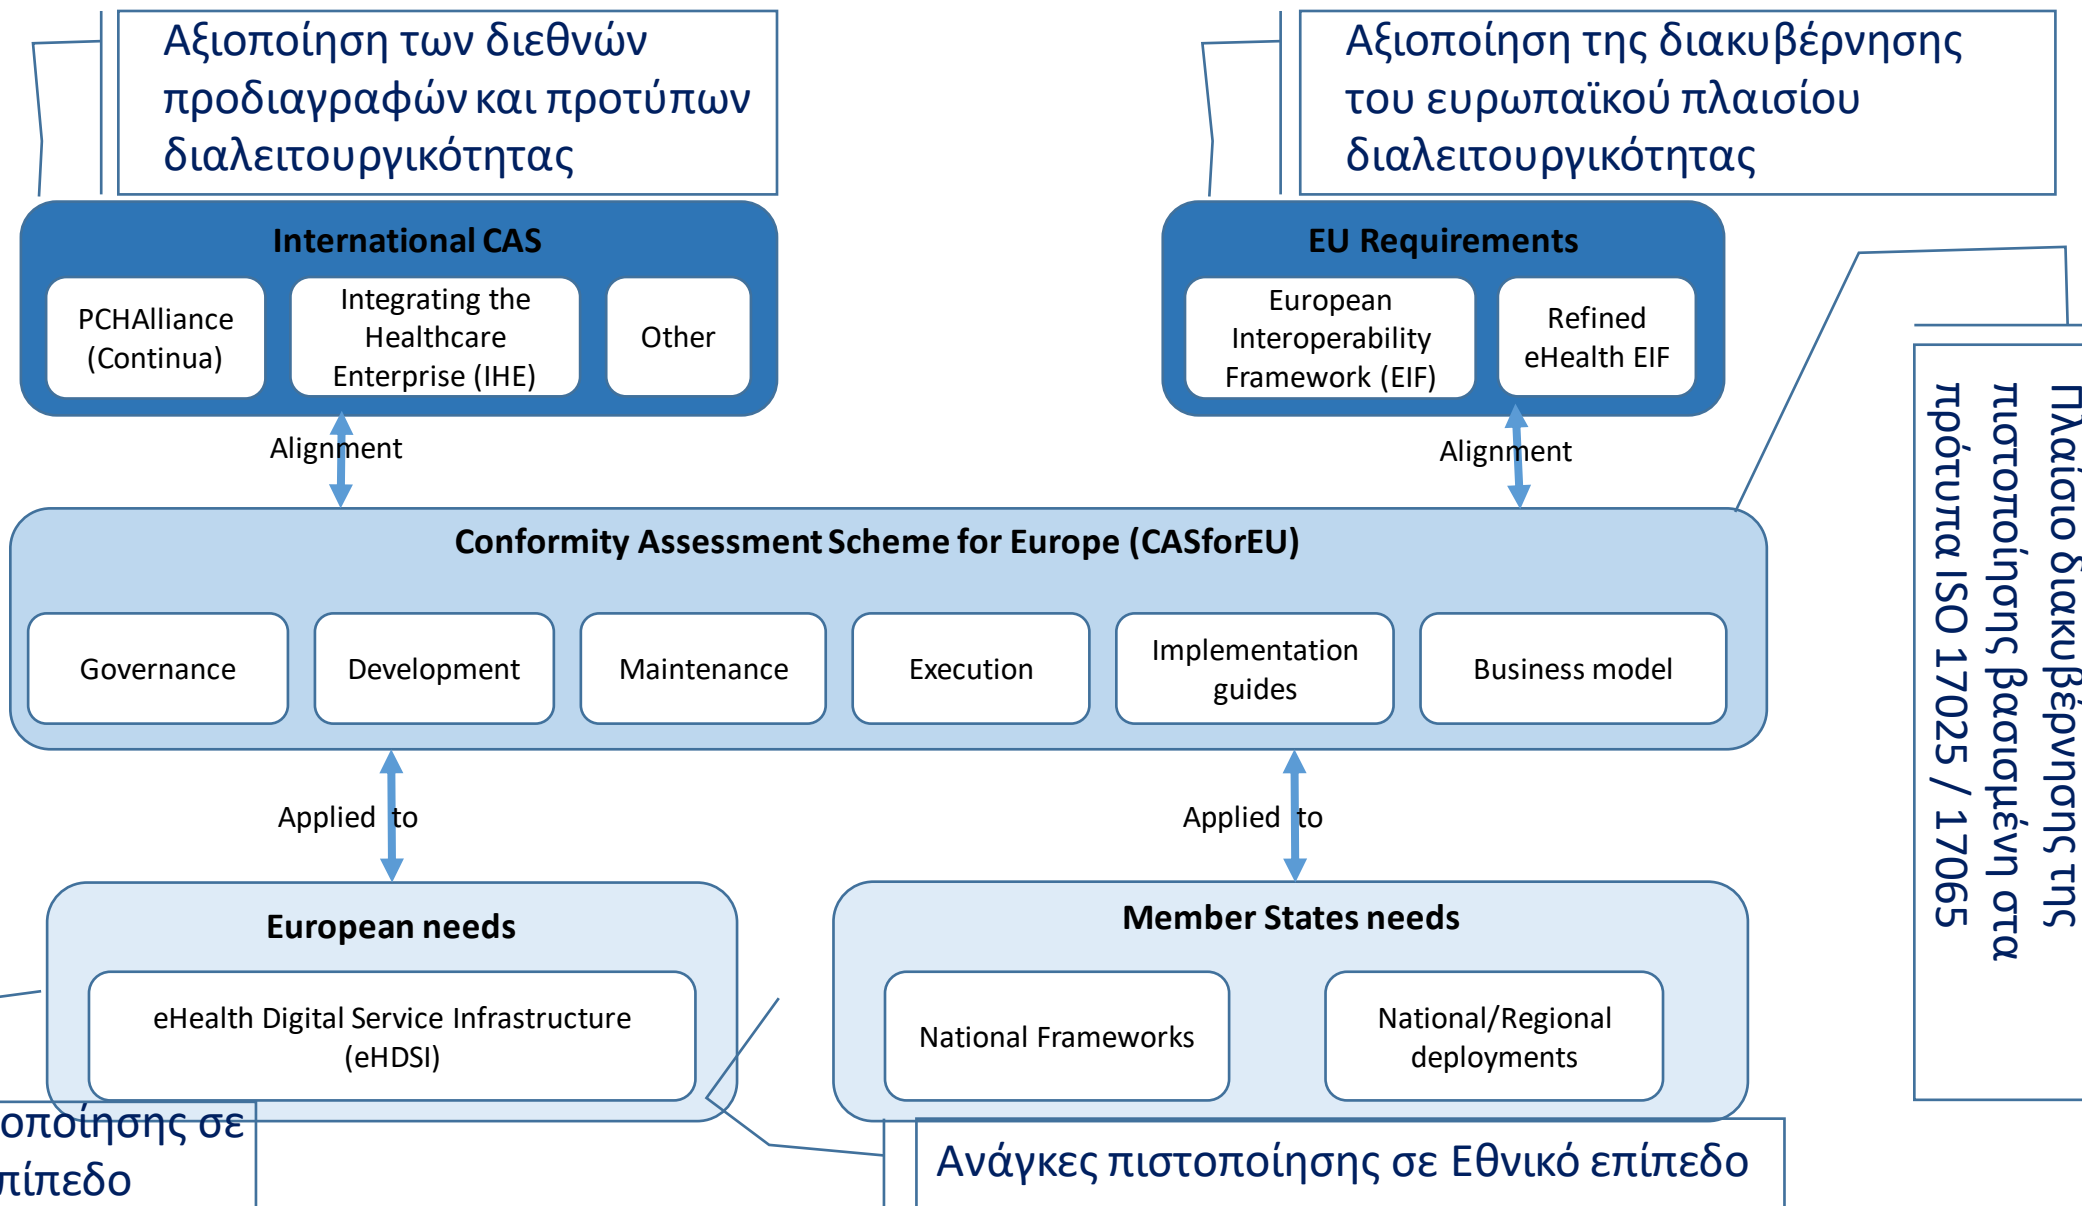 Αξιοποίηση των διεθνών
προδιαγραφών και προτύπων
διαλειτουργικότητας
Αξιοποίηση της διακυβέρνησης
του ευρωπαϊκού πλαισίου
διαλειτουργικότητας
International CAS
PCHAlliance
(Continua)
Integrating the
Healthcare
Enterprise (IHE)
Other
EU Requirements
European
Interoperability
Framework (EIF)
Refined
eHealth EIF
Alignment
Alignment
Πλαίσιο διακυβέρνησης της
πιστοποίησης βασισμένη στα
πρότυπα ISO 17025 / 17065
Conformity Assessment Scheme for Europe (CASforEU)
Governance
Development
Maintenance
Execution
Implementation
guides
Business model
Applied to
Applied to
European needs
eHealth Digital Service Infrastructure
(eHDSI)
Member States needs
National Frameworks
National/Regional
deployments
οποίησης σε
πίπεδο
Ανάγκες πιστοποίησης σε Εθνικό επίπεδο